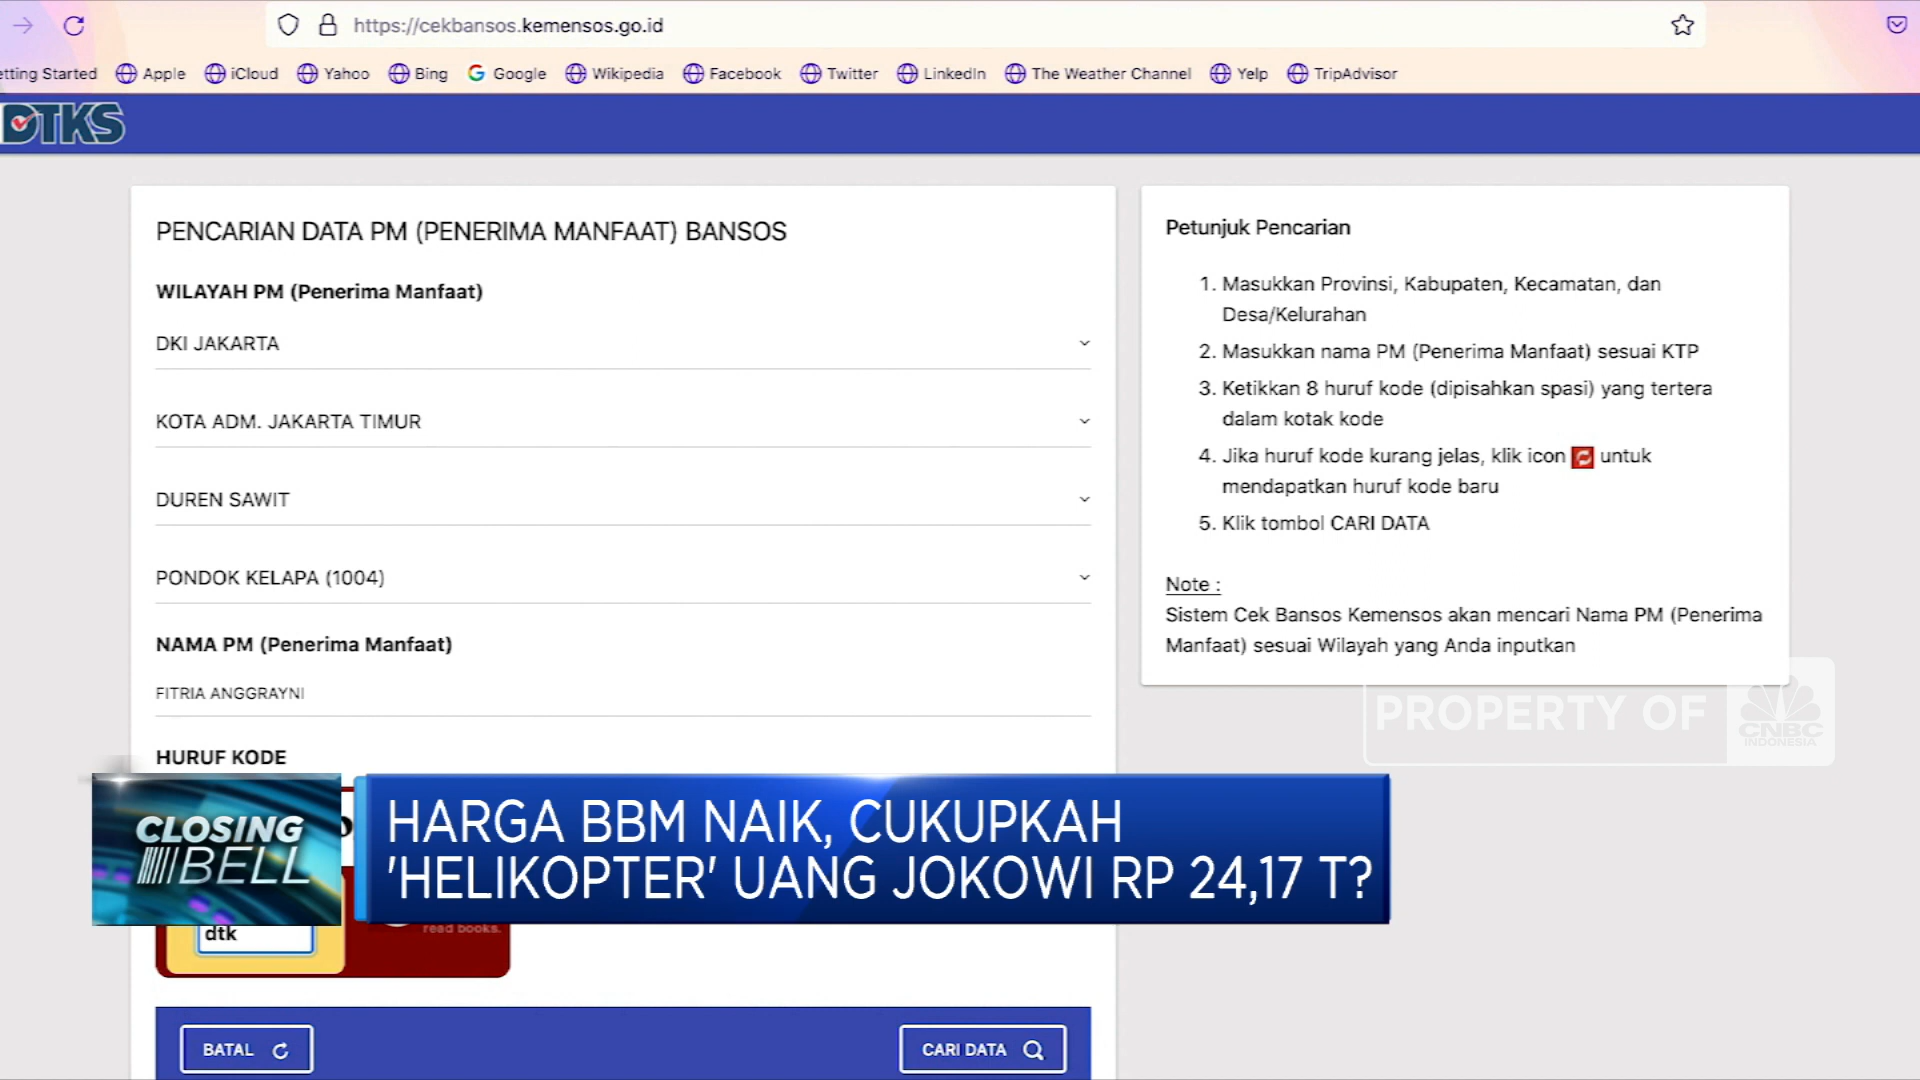 https://cekbansos.kemensos.go.id
etting Started Apple iCloud Yahoo Bing Google Wikipedia Facebook Twitter LinkedIn The Weather Channel Yelp TripAdvisor
DTKS
PENCARIAN DATA PM (PENERIMA MANFAAT) BANSOS
WILAYAH PM (Penerima Manfaat)
DKI JAKARTA
KOTA ADM. JAKARTA TIMUR
DUREN SAWIT
PONDOK KELAPA (1004)
NAMA PM (Penerima Manfaat)
FITRIA ANGGRAYNI
HURUF KODE
dtk
read books.
BATAL
CARI DATA
Petunjuk Pencarian
1. Masukkan Provinsi, Kabupaten, Kecamatan, dan
Desa/Kelurahan
2. Masukkan nama PM (Penerima Manfaat) sesuai KTP
3. Ketikkan 8 huruf kode (dipisahkan spasi) yang tertera
dalam kotak kode
4. Jika huruf kode kurang jelas, klik icon untuk
mendapatkan huruf kode baru
5. Klik tombol CARI DATA
Note :
Sistem Cek Bansos Kemensos akan mencari Nama PM (Penerima
Manfaat) sesuai Wilayah yang Anda inputkan
PROPERTY OF
CNBC
INDONESIA
CLOSING
BELL
HARGA BBM NAIK, CUKUPKAH
'HELIKOPTER' UANG JOKOWI RP 24,17 T?